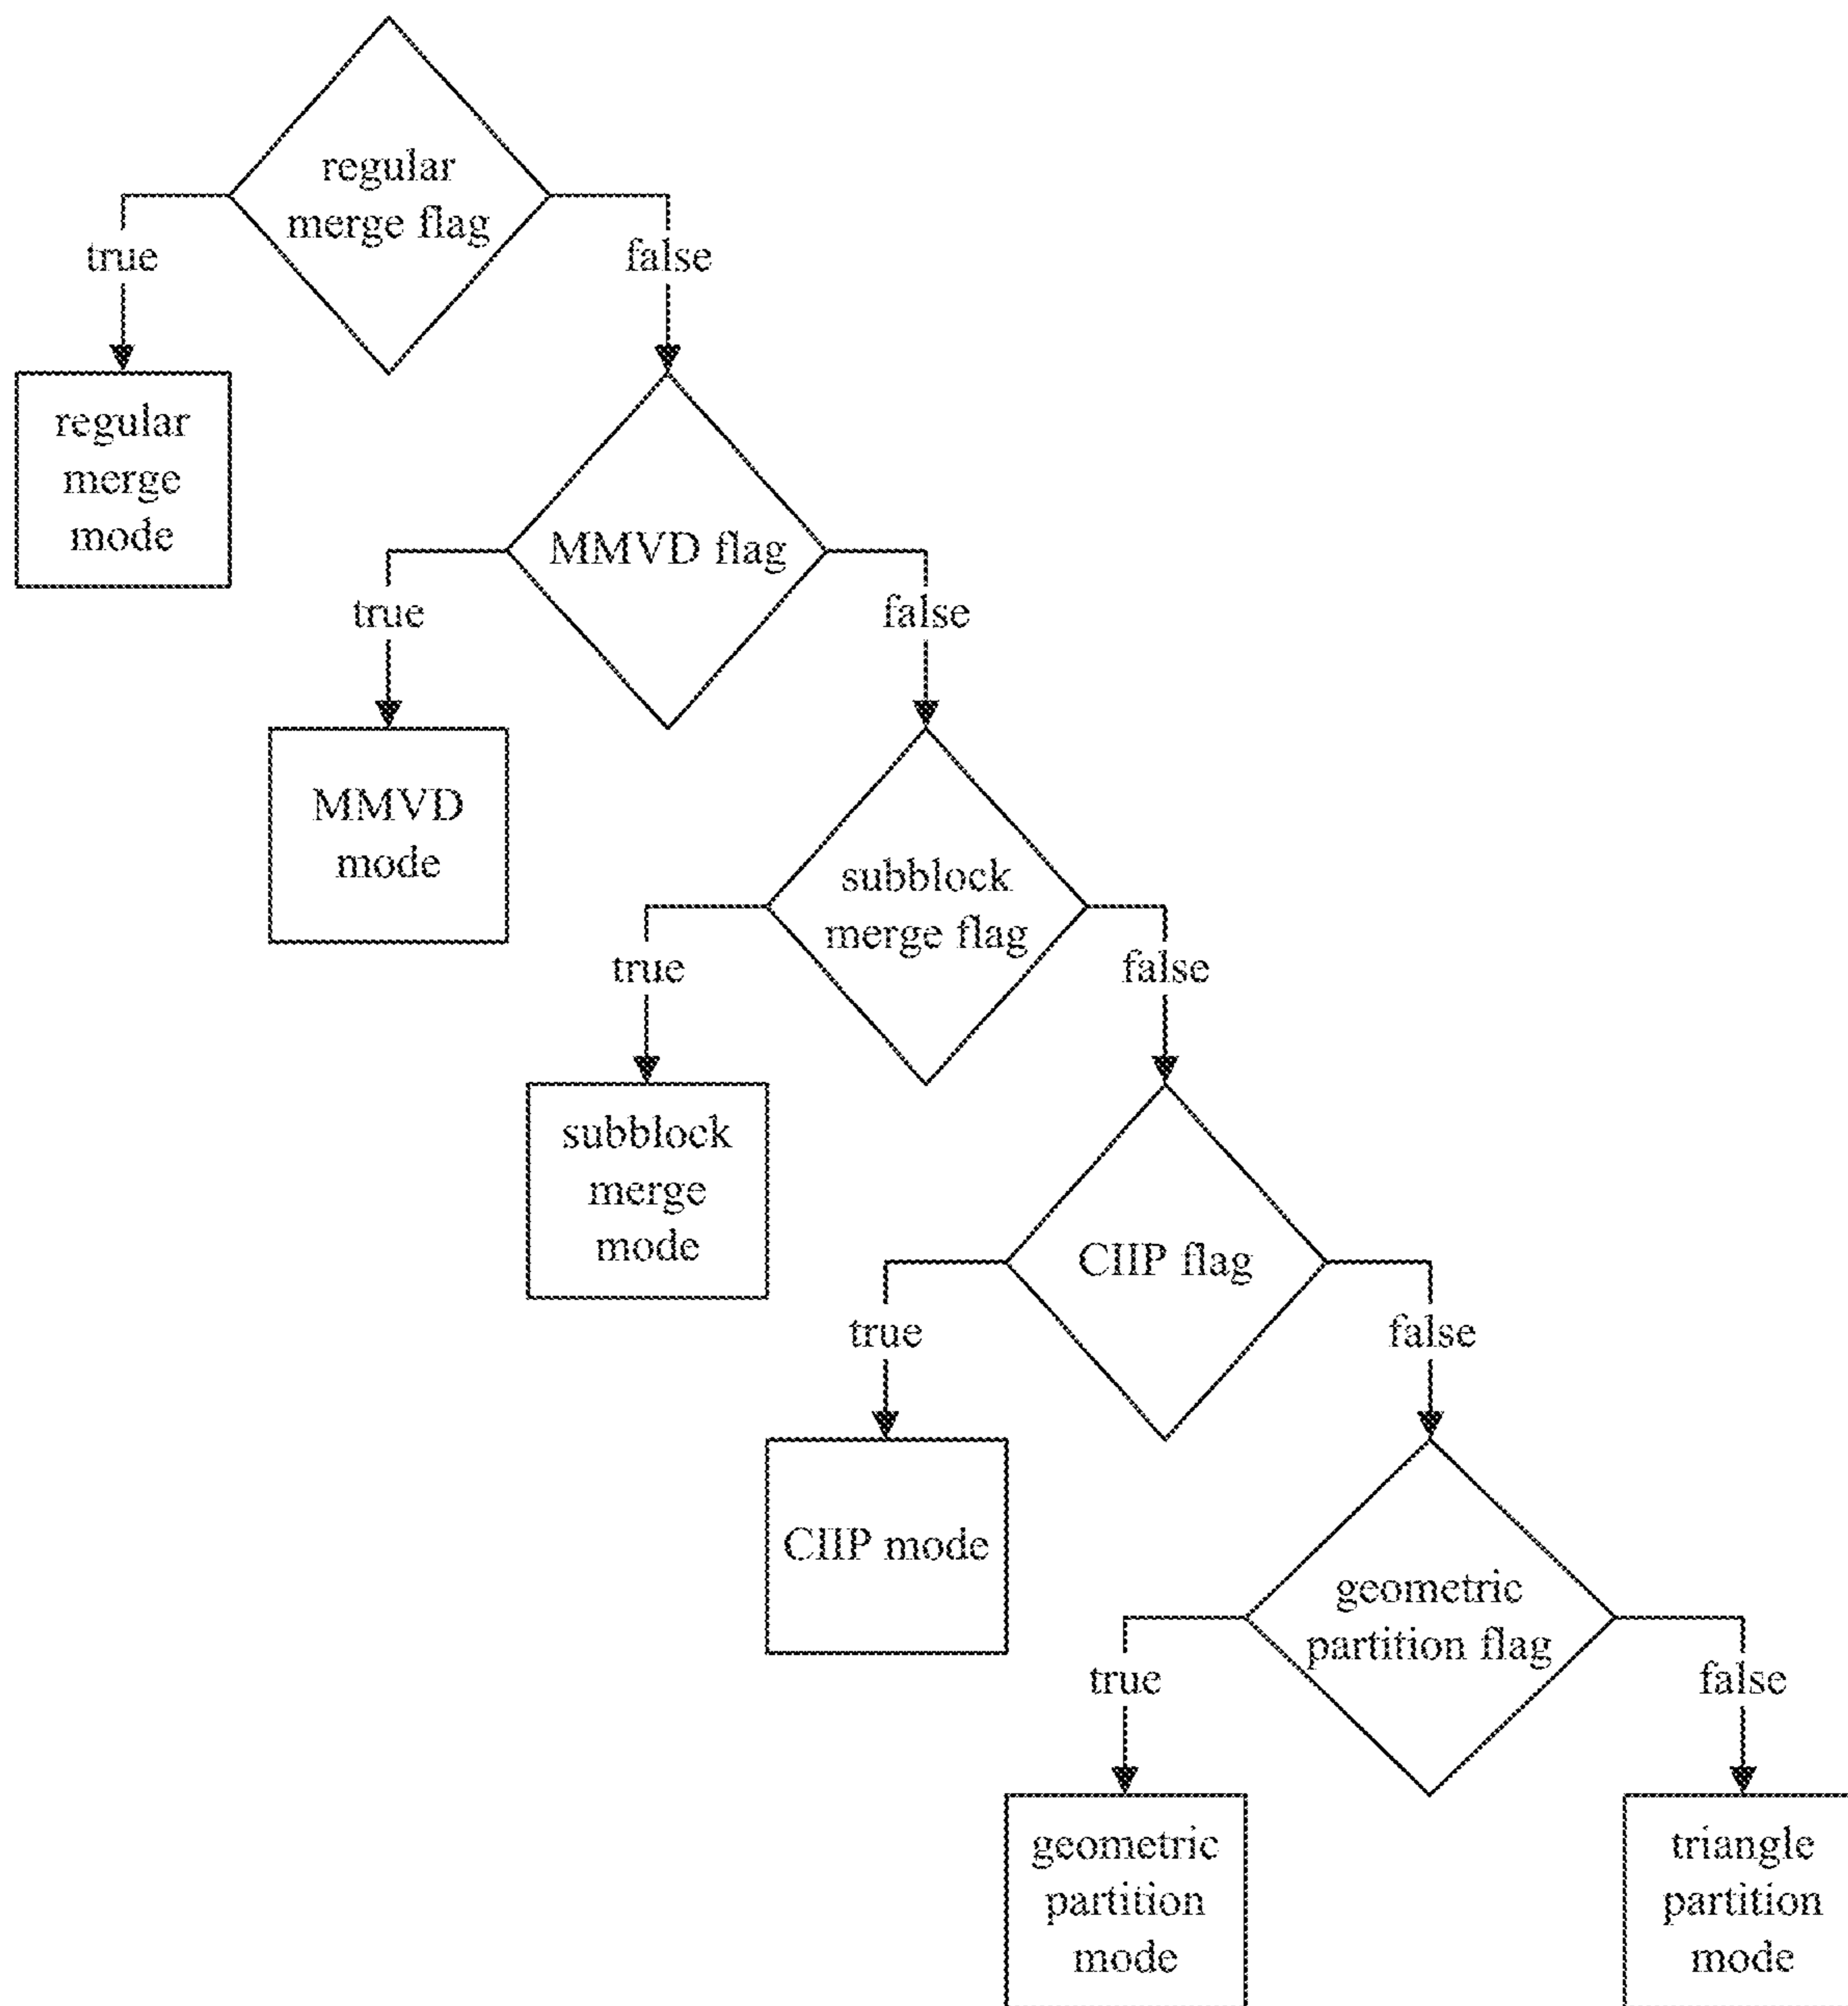 regular
merge flag
true
false
regular
merge
mode
MMVD flag
true
false
MMVD
mode
subblock
merge flag
true
false
subblock
merge
mode
CIIP flag
true
false
CIIP mode
geometric
partition flag
true
false
geometric
partition
mode
triangle
partition
mode